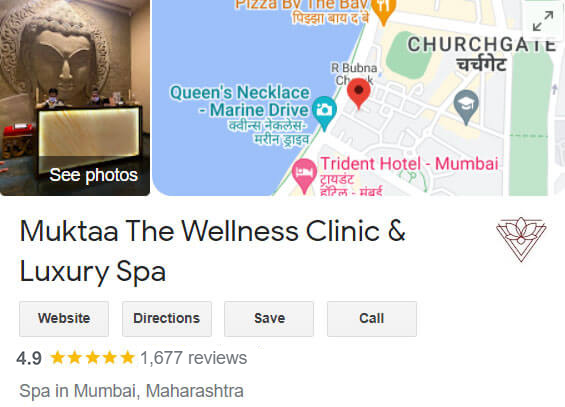 Pizza By The Bay
पिझ्झा बाय द बे
CHURCHGATE
चर्चगेट
R Bubna
Chowk
Queen's Necklace
- Marine Drive
क्वीन्स नेकलेस-
मरीन ड्राइव
Trident Hotel - Mumbai
ट्रायडंट
हॉटेल - मुंबई
See photos
Muktaa The Wellness Clinic &
Luxury Spa
Website
Directions
Save
Call
4.9
1,677 reviews
Spa in Mumbai, Maharashtra